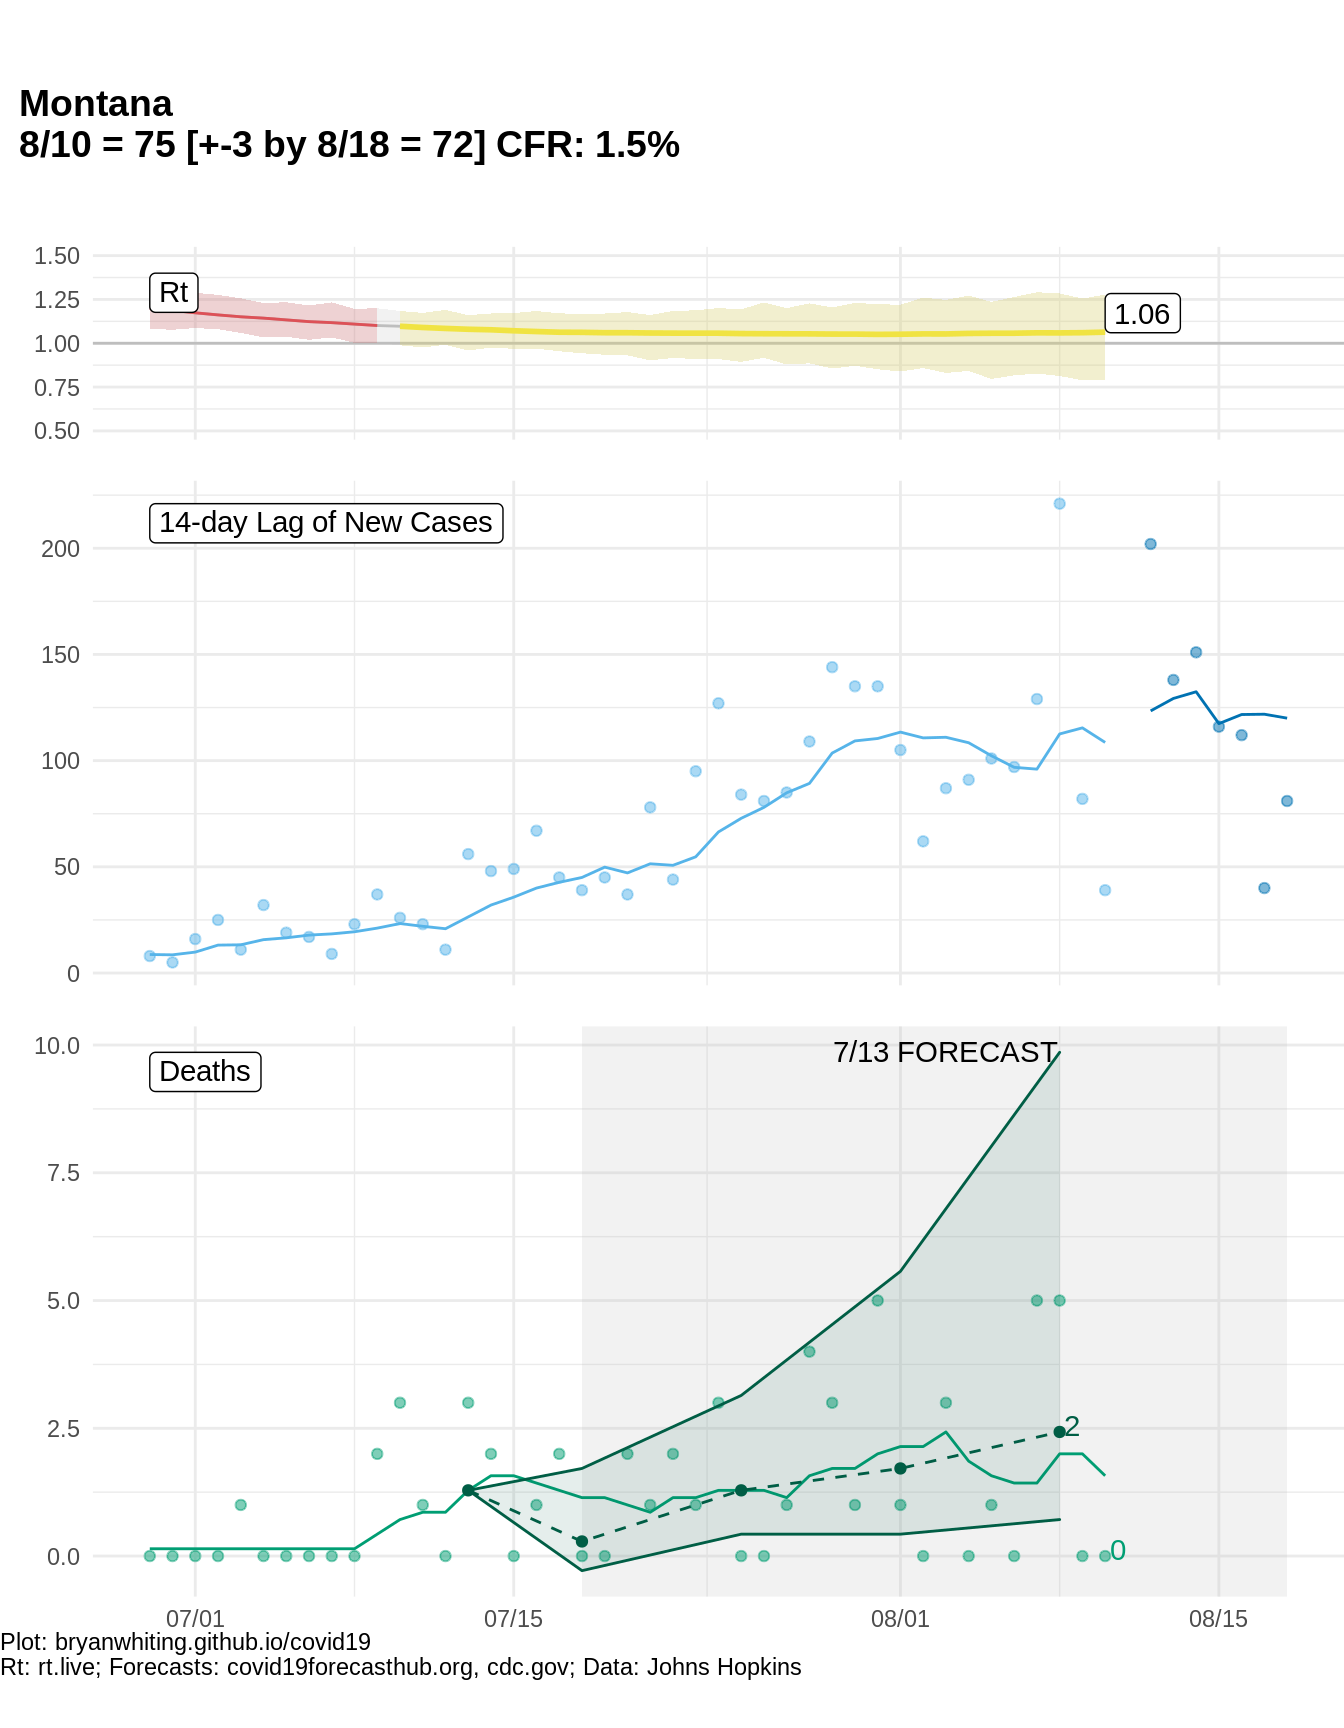 Montana
8/10 = 75 [+-3 by 8/18 = 72] CFR: 1.5%
1.50
1.25
1.00
0.75
0.50
Rt
1.06
14-day Lag of New Cases
200
150
100
50
0
10.0
7.5
5.0
2.5
0.0
Deaths
7/13 FORECAST
2
0
07/01
07/15
08/01
08/15
Plot: bryanwhiting.github.io/covid19
Rt: rt.live; Forecasts: covid19forecasthub.org, cdc.gov; Data: Johns Hopkins